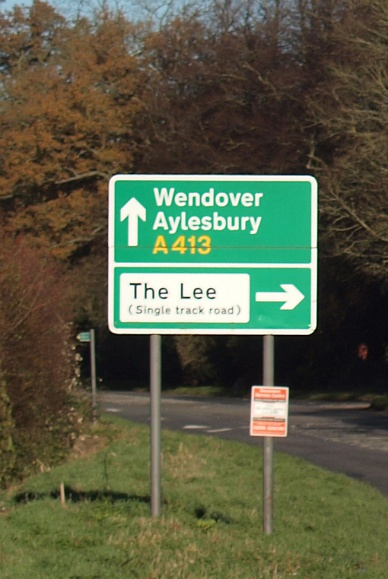 Wendover
Aylesbury
A413
The Lee
(Single track road)